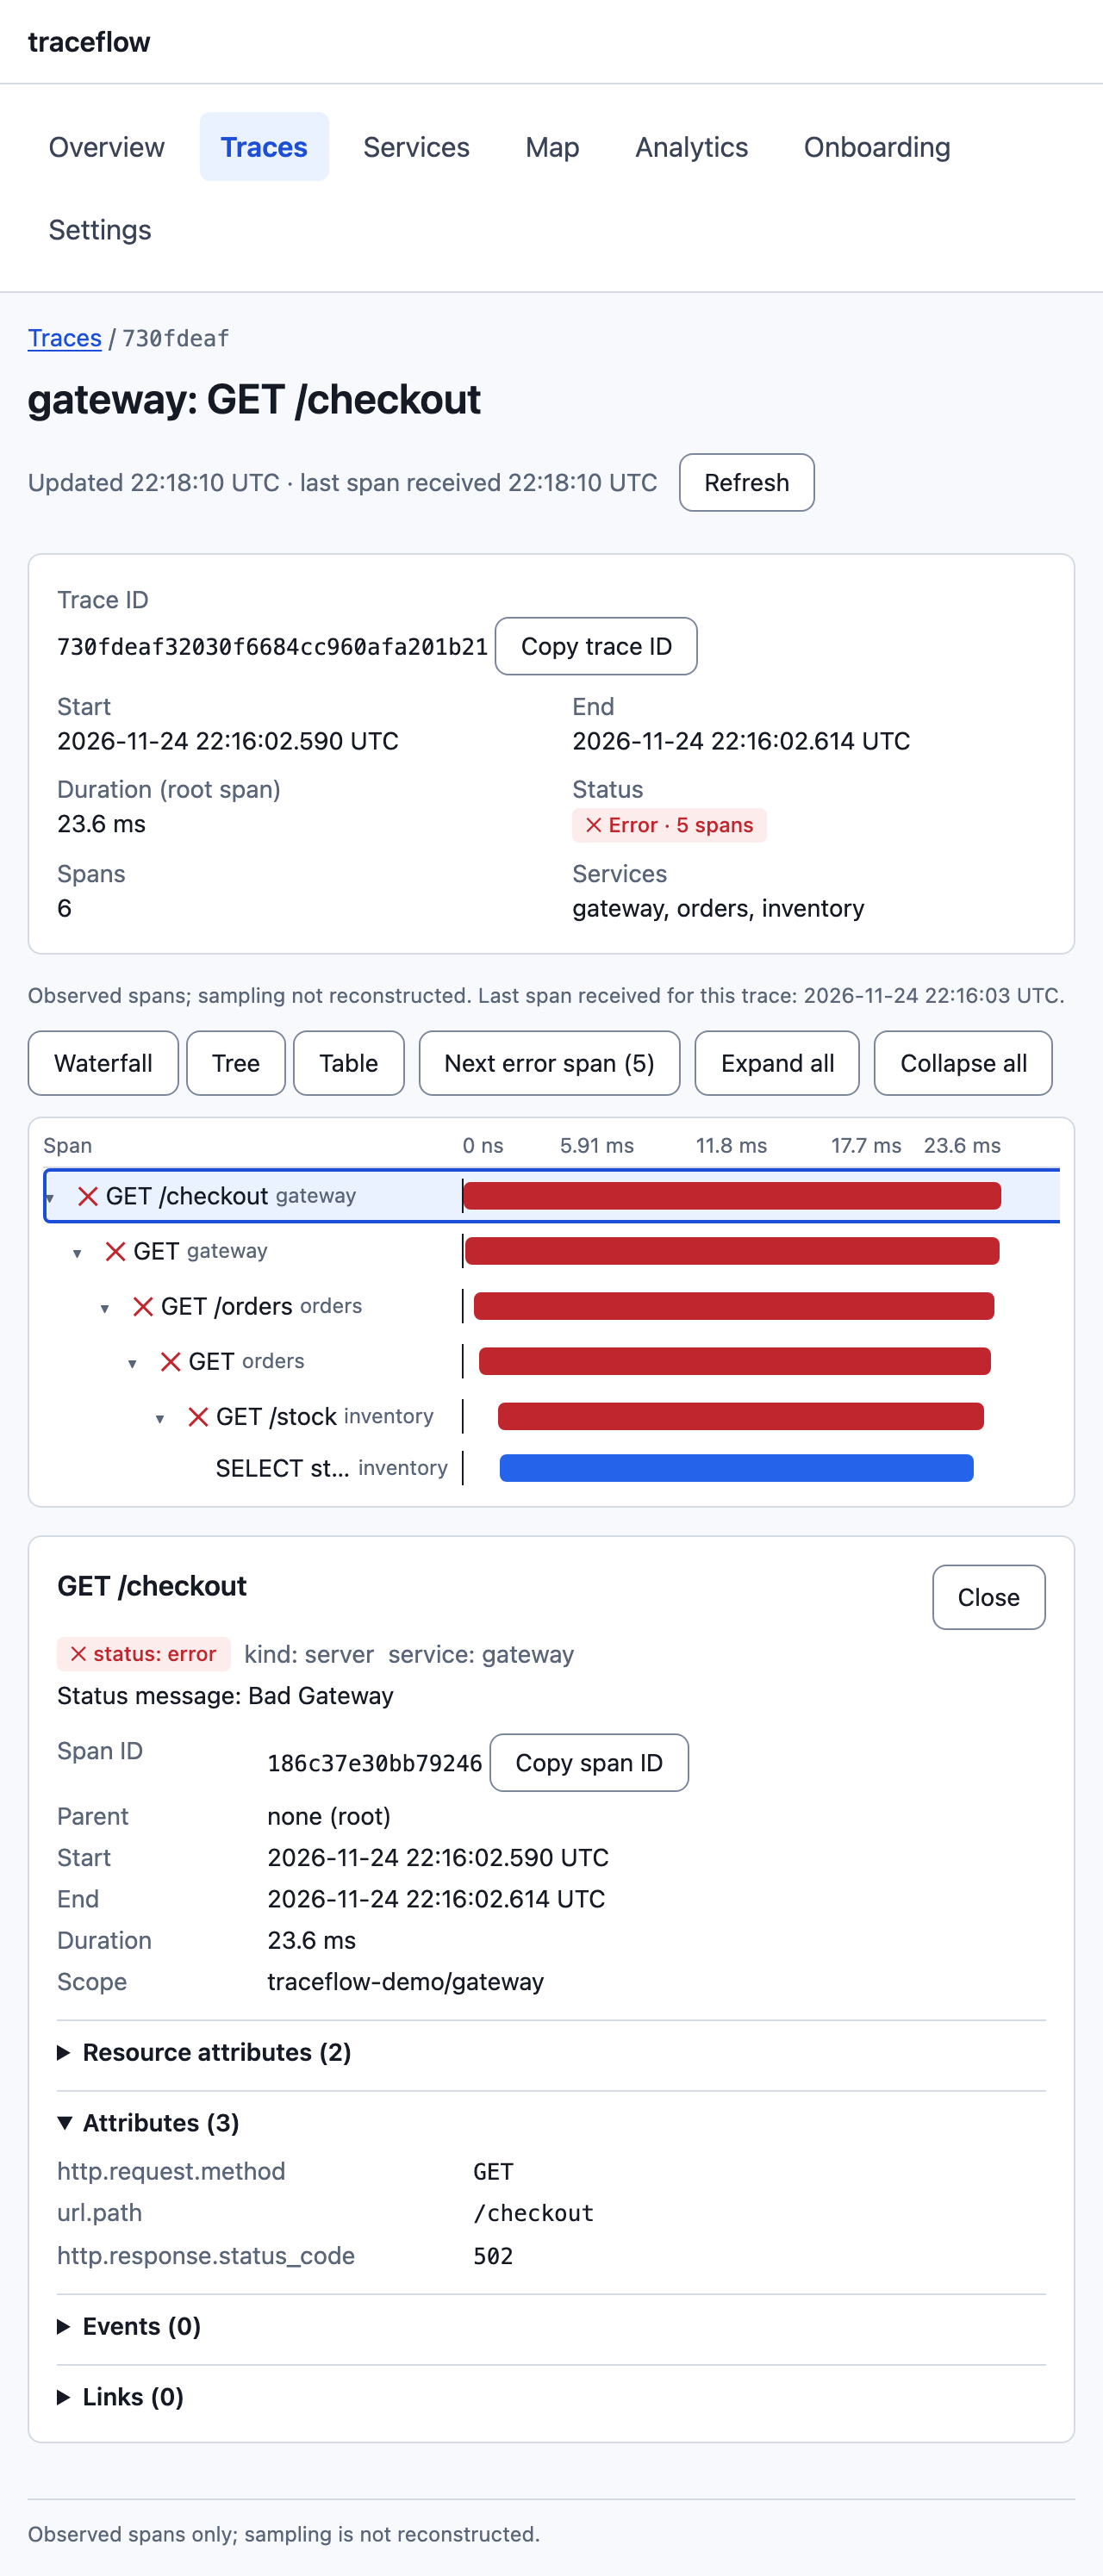 traceflow
Overview Traces Services Map Analytics Onboarding
Settings
Traces / 730fdeaf
gateway: GET /checkout
Updated 22:18:10 UTC · last span received 22:18:10 UTC Refresh
Trace ID
730fdeaf32030f6684cc960afa201b21 Copy trace ID
Start End
2026-11-24 22:16:02.590 UTC 2026-11-24 22:16:02.614 UTC
Duration (root span) Status
23.6 ms Error · 5 spans
Spans Services
6 gateway, orders, inventory
Observed spans; sampling not reconstructed. Last span received for this trace: 2026-11-24 22:16:03 UTC.
Waterfall Tree Table Next error span (5) Expand all Collapse all
Span 0 ns 5.91 ms 11.8 ms 17.7 ms 23.6 ms
GET /checkout gateway
GET gateway
GET /orders orders
GET orders
GET /stock inventory
SELECT st... inventory
GET /checkout Close
status: error kind: server service: gateway
Status message: Bad Gateway
Span ID 186c37e30bb79246 Copy span ID
Parent none (root)
Start 2026-11-24 22:16:02.590 UTC
End 2026-11-24 22:16:02.614 UTC
Duration 23.6 ms
Scope traceflow-demo/gateway
Resource attributes (2)
Attributes (3)
http.request.method GET
url.path /checkout
http.response.status_code 502
Events (0)
Links (0)
Observed spans only; sampling is not reconstructed.